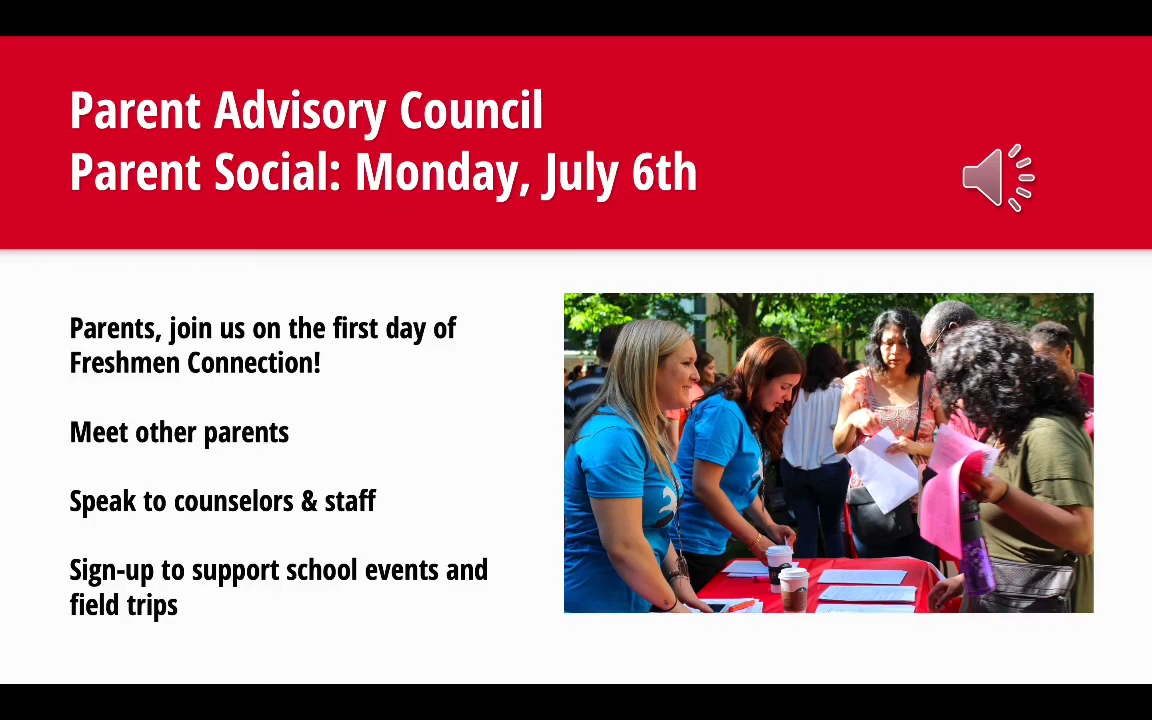 Parent Advisory Council
Parent Social: Monday, July 6th
Parents, join us on the first day of
Freshmen Connection!
Meet other parents
Speak to counselors & staff
Sign-up to support school events and
field trips